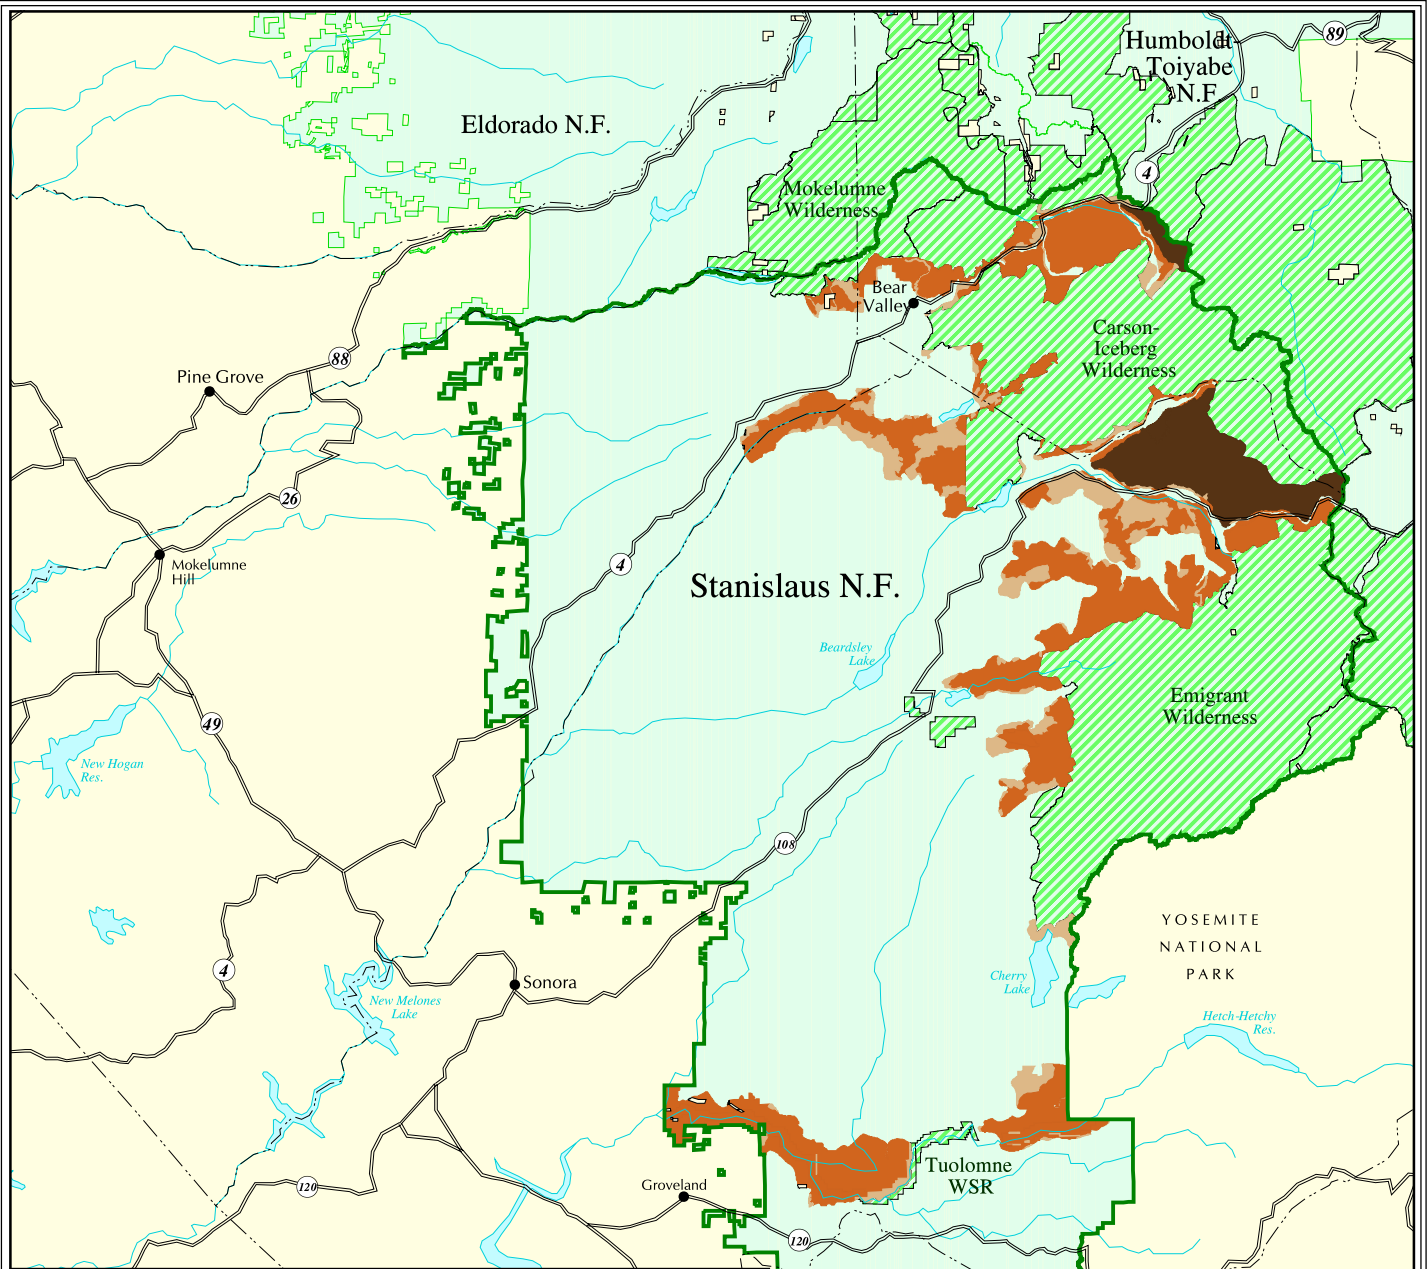 Humboldt-
Toiyabe
N.F.
89
Eldorado N.F.
4
Mokelumne
Wilderness
Bear
Valley
Carson-
Iceberg
Wilderness
88
Pine Grove
26
Mokelumne
Hill
4
Stanislaus N.F.
Beardsley
Lake
Emigrant
Wilderness
49
New Hogan
Res.
108
YOSEMITE
NATIONAL
PARK
4
Sonora
Cherry
Lake
New Melones
Lake
Hetch-Hetchy
Res.
Tuolomne
WSR
Groveland
120
120